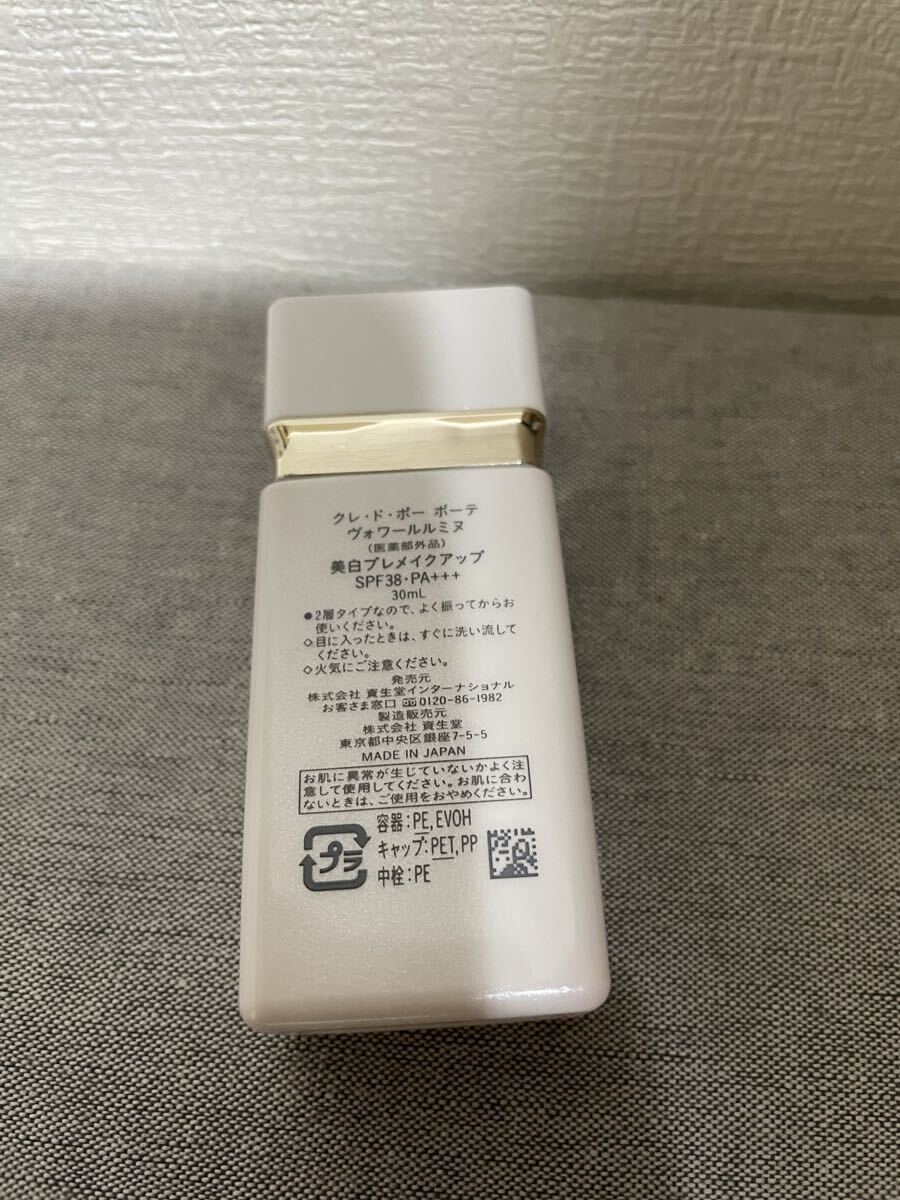 クレ・ド・ポー ボーテ
ヴォワールルミヌ
（医薬部外品）
美白プレメイクアップ
SPF38・PA+++
30mL
●2層タイプなので、よく振ってからお
使いください。
◇目に入ったときは、すぐに洗い流して
ください。
◇火気にご注意ください。
発売元
株式会社 資生堂インターナショナル
お客さま窓口 0120-86-1982
製造販売元
株式会社 資生堂
東京都中央区銀座7-5-5
MADE IN JAPAN
お肌に異常が生じていないかよく注
意して使用してください。お肌に合わ
ないときは、ご使用をおやめください。
プラ
容器:PE,EVOH
キャップ:PET,PP
中栓:PE